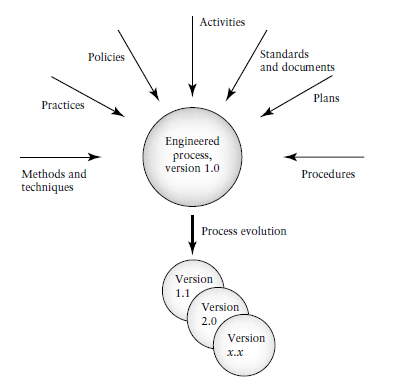 Activities
Policies
Standards
and documents
Practices
Plans
Engineered
process,
version 1.0
Methods and
techniques
Procedures
Process evolution
Version
1.1
Version
2.0
Version
x.x